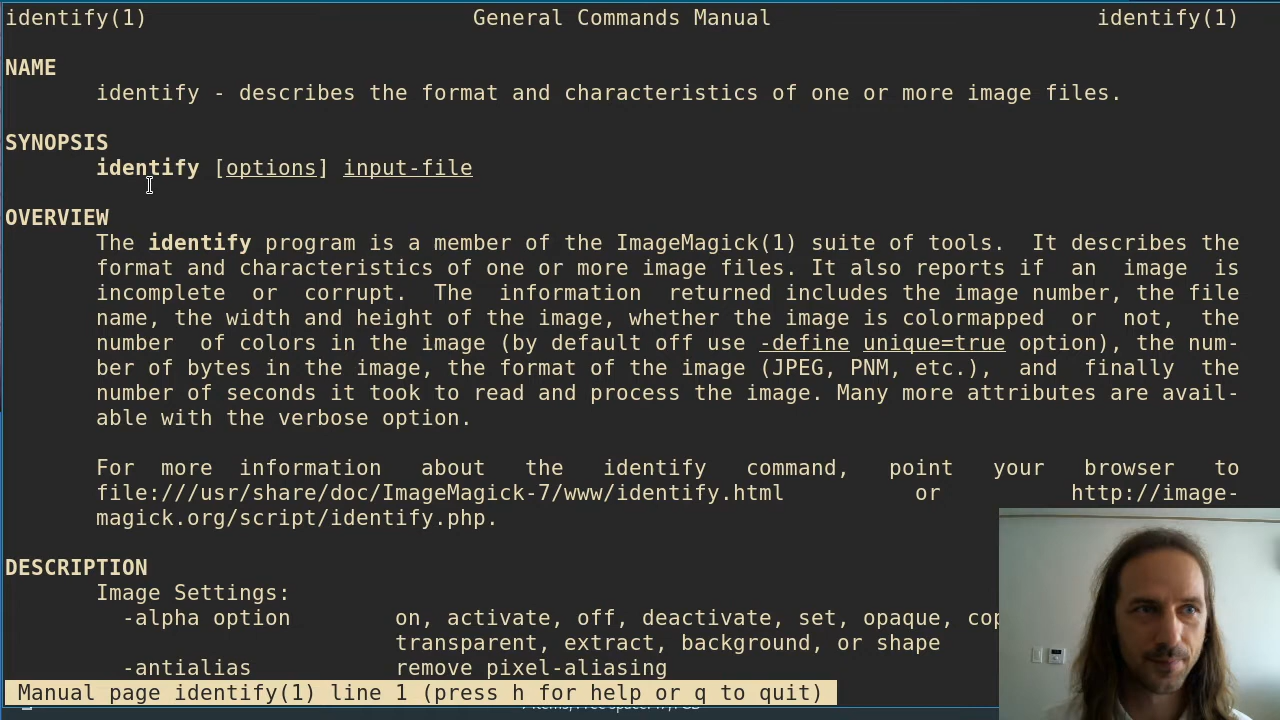 identify(1) General Commands Manual identify(1)
NAME
identify - describes the format and characteristics of one or more image files.
SYNOPSIS
identify [options] input-file
OVERVIEW
The identify program is a member of the ImageMagick(1) suite of tools. It describes the
format and characteristics of one or more image files. It also reports if an image is
incomplete or corrupt. The information returned includes the image number, the file
name, the width and height of the image, whether the image is colormapped or not, the
number of colors in the image (by default off use -define unique=true option), the num-
ber of bytes in the image, the format of the image (JPEG, PNM, etc.), and finally the
number of seconds it took to read and process the image. Many more attributes are avail-
able with the verbose option.
For more information about the identify command, point your browser to
file:///usr/share/doc/ImageMagick-7/www/identify.html or http://image-
magick.org/script/identify.php.
DESCRIPTION
Image Settings:
-alpha option on, activate, off, deactivate, set, opaque,
transparent, extract, background, or shape
-antialias remove pixel-aliasing
Manual page identify(1) line 1 (press h for help or q to quit)